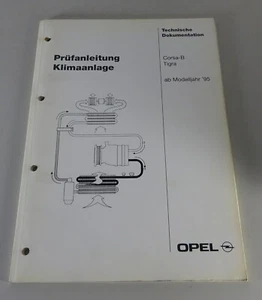 Prüfanleitung
Klimaanlage
Technische
Dokumentation
Corsa-B
Tigra
ab Modelljahr '95
OPEL